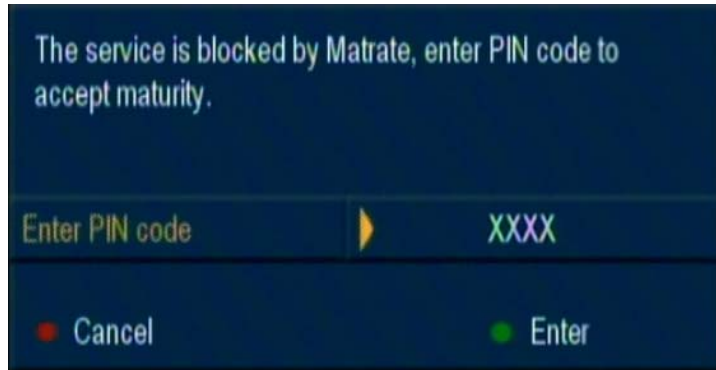 The service is blocked by Matrate, enter PIN code to
accept maturity.
Enter PIN code XXXX
Cancel Enter